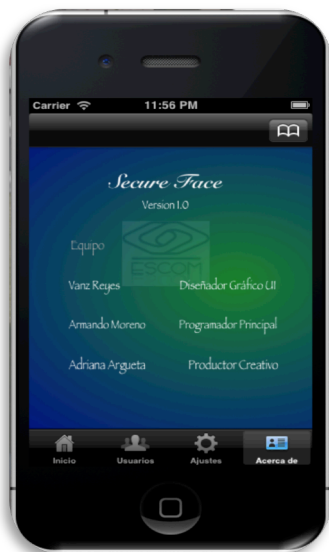 Carrier 11:56 PM
Secure Face
Version 1.0
Equipo
ESCOM
Vanz Reyes Diseñador Gráfico UI
Armando Moreno Programador Principal
Adriana Argueta Productor Creativo
Inicio Usuarios Ajustes Acerca de